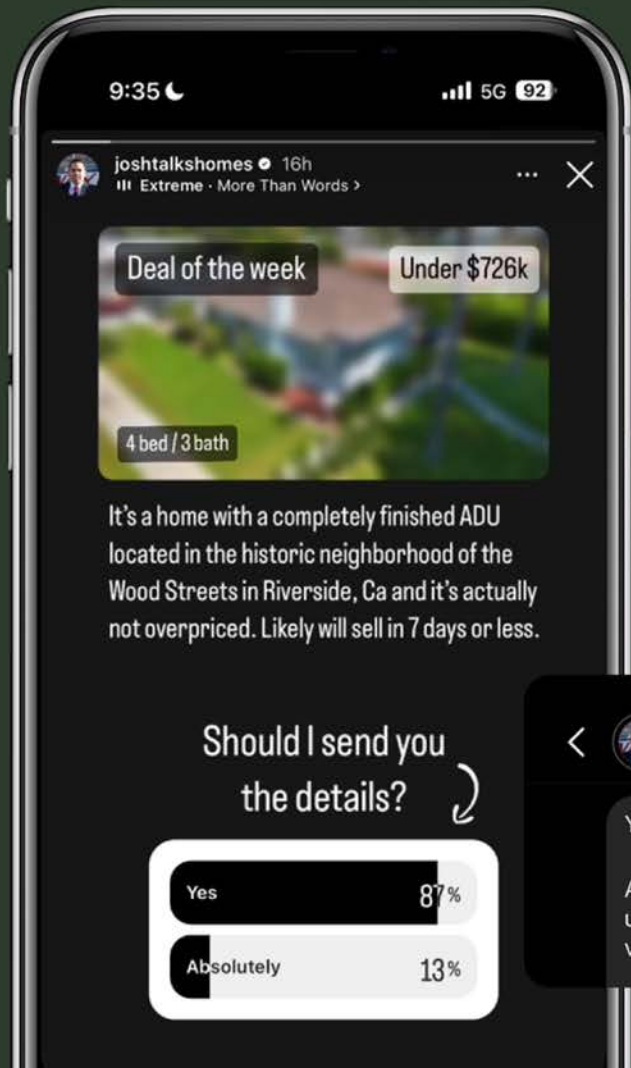 9:35
5G 92
joshtalkshomes 16h
Extreme · More Than Words >
Deal of the week
Under $726k
4 bed / 3 bath
It's a home with a completely finished ADU
located in the historic neighborhood of the
Wood Streets in Riverside, Ca and it's actually
not overpriced. Likely will sell in 7 days or less.
Should I send you
the details?
Yes 87%
Absolutely 13%